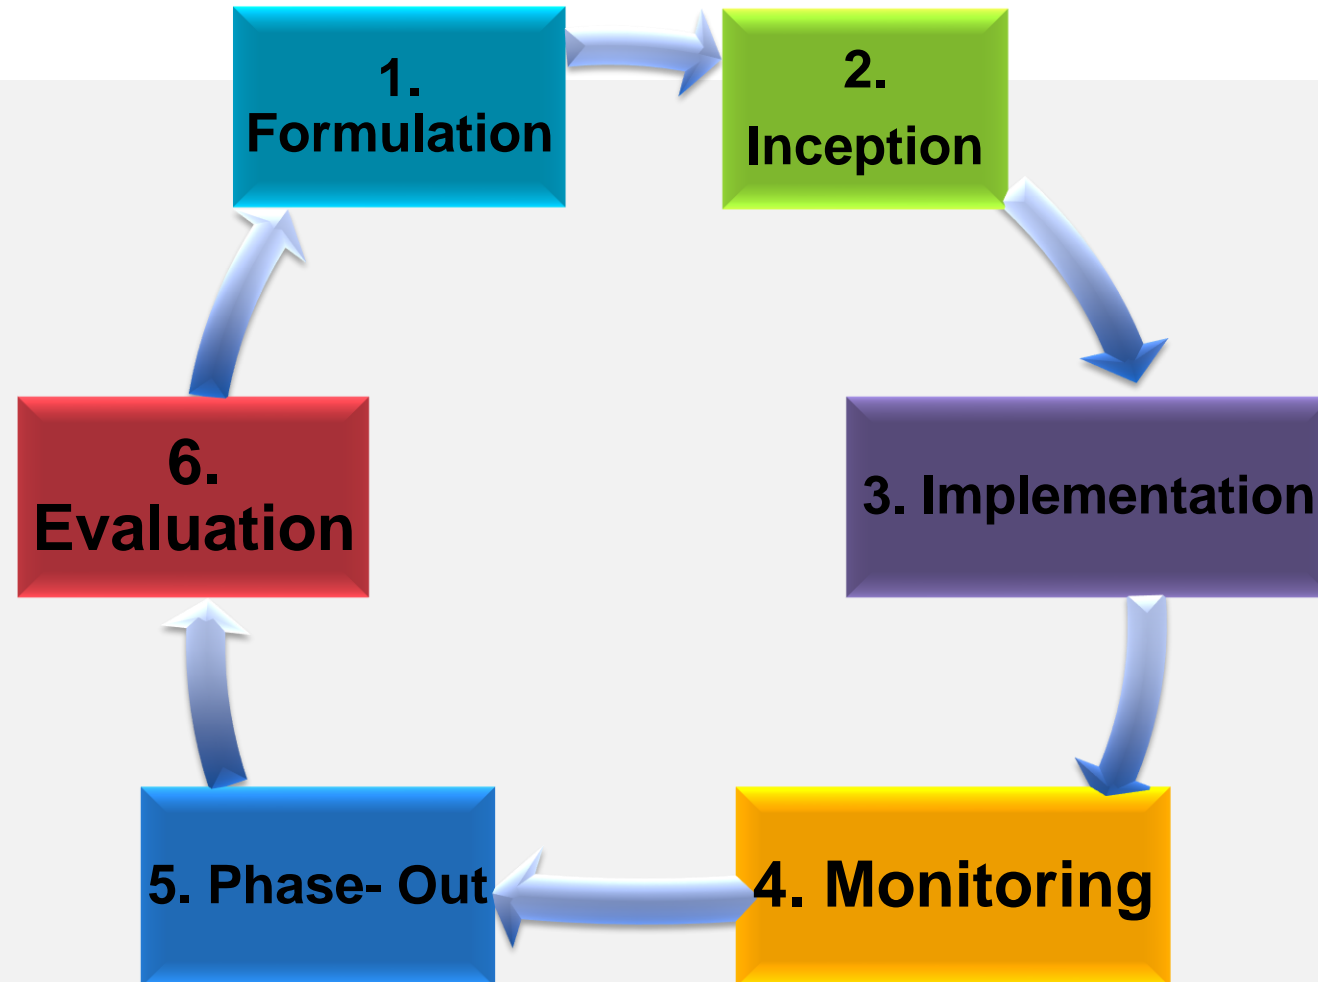 1.
Formulation
2.
Inception
3. Implementation
4. Monitoring
5. Phase- Out
6.
Evaluation